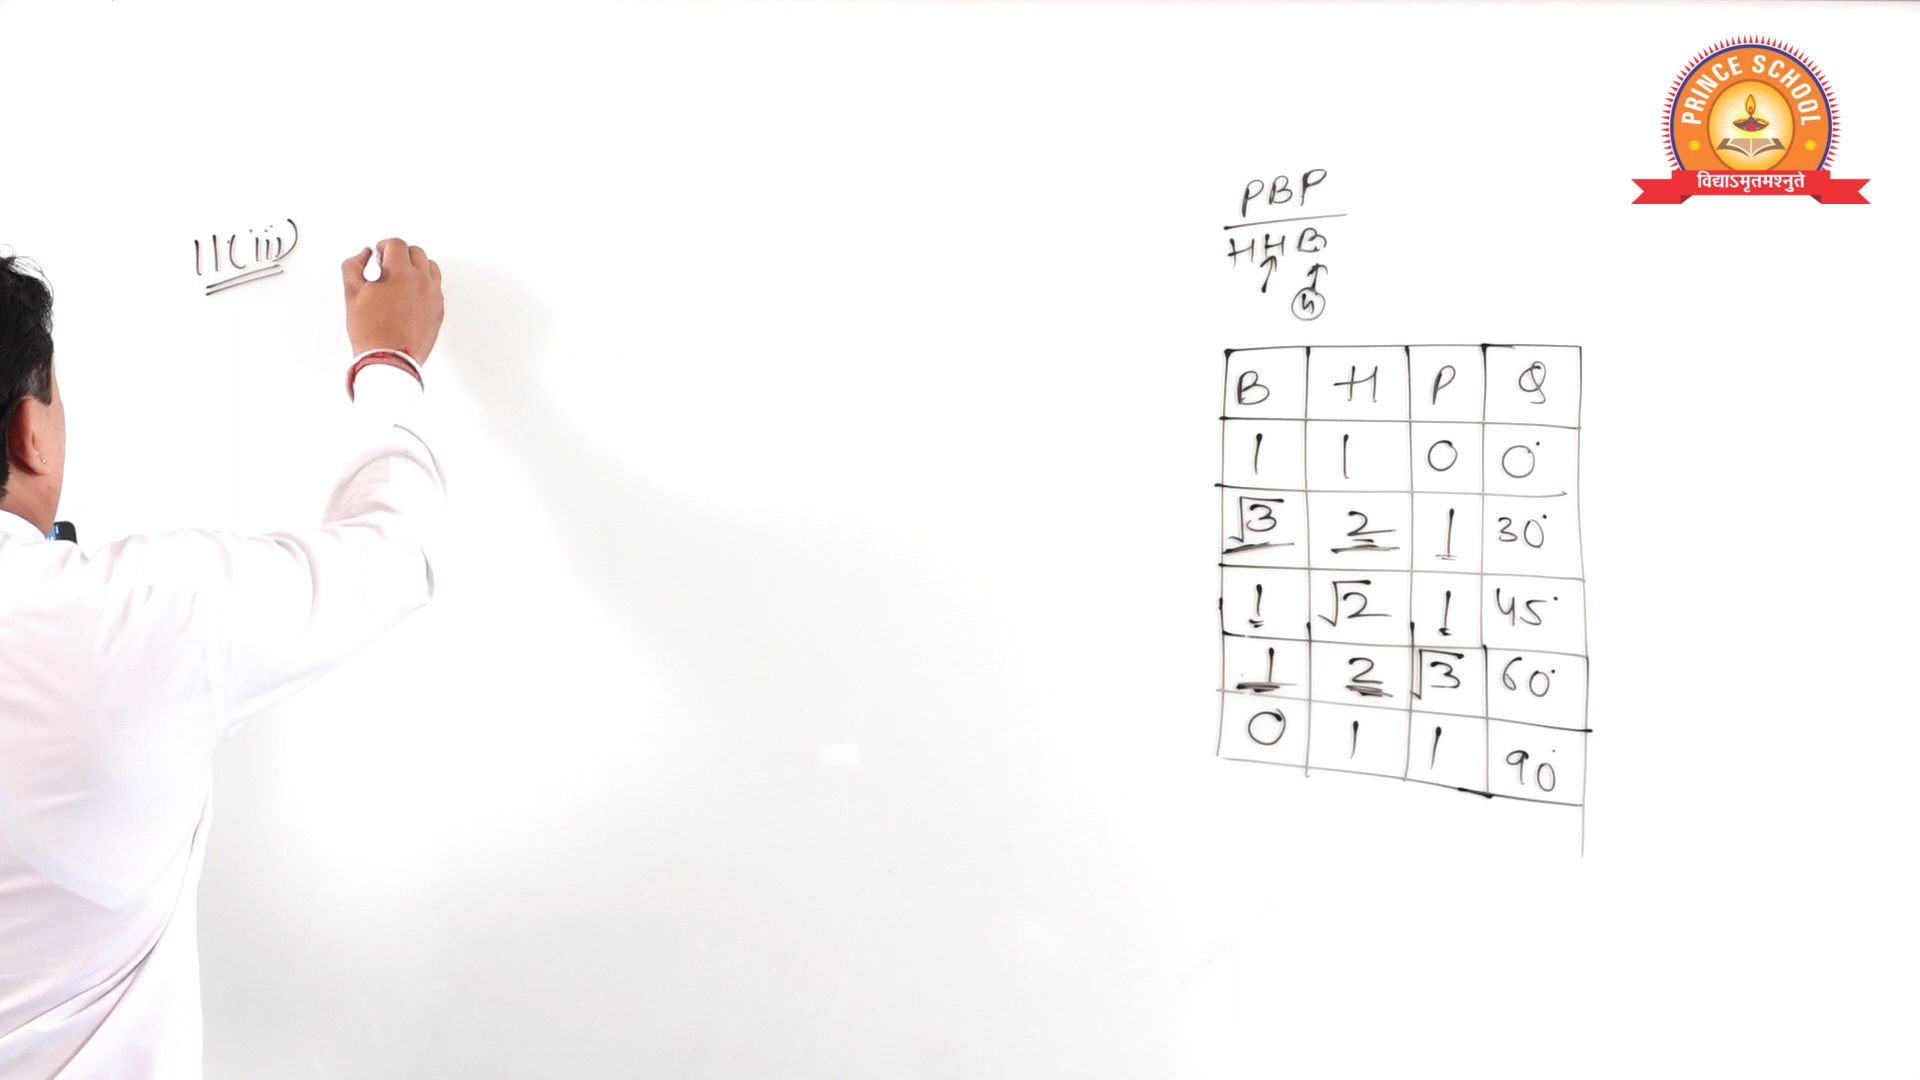 PRINCE SCHOOL
विद्याऽमृतमश्नुते
11(iii)
PBP
HHB
B H P Q
1 1 0 0°
√3 2 1 30°
1 √2 1 45°
1 2 √3 60°
0 1 1 90°